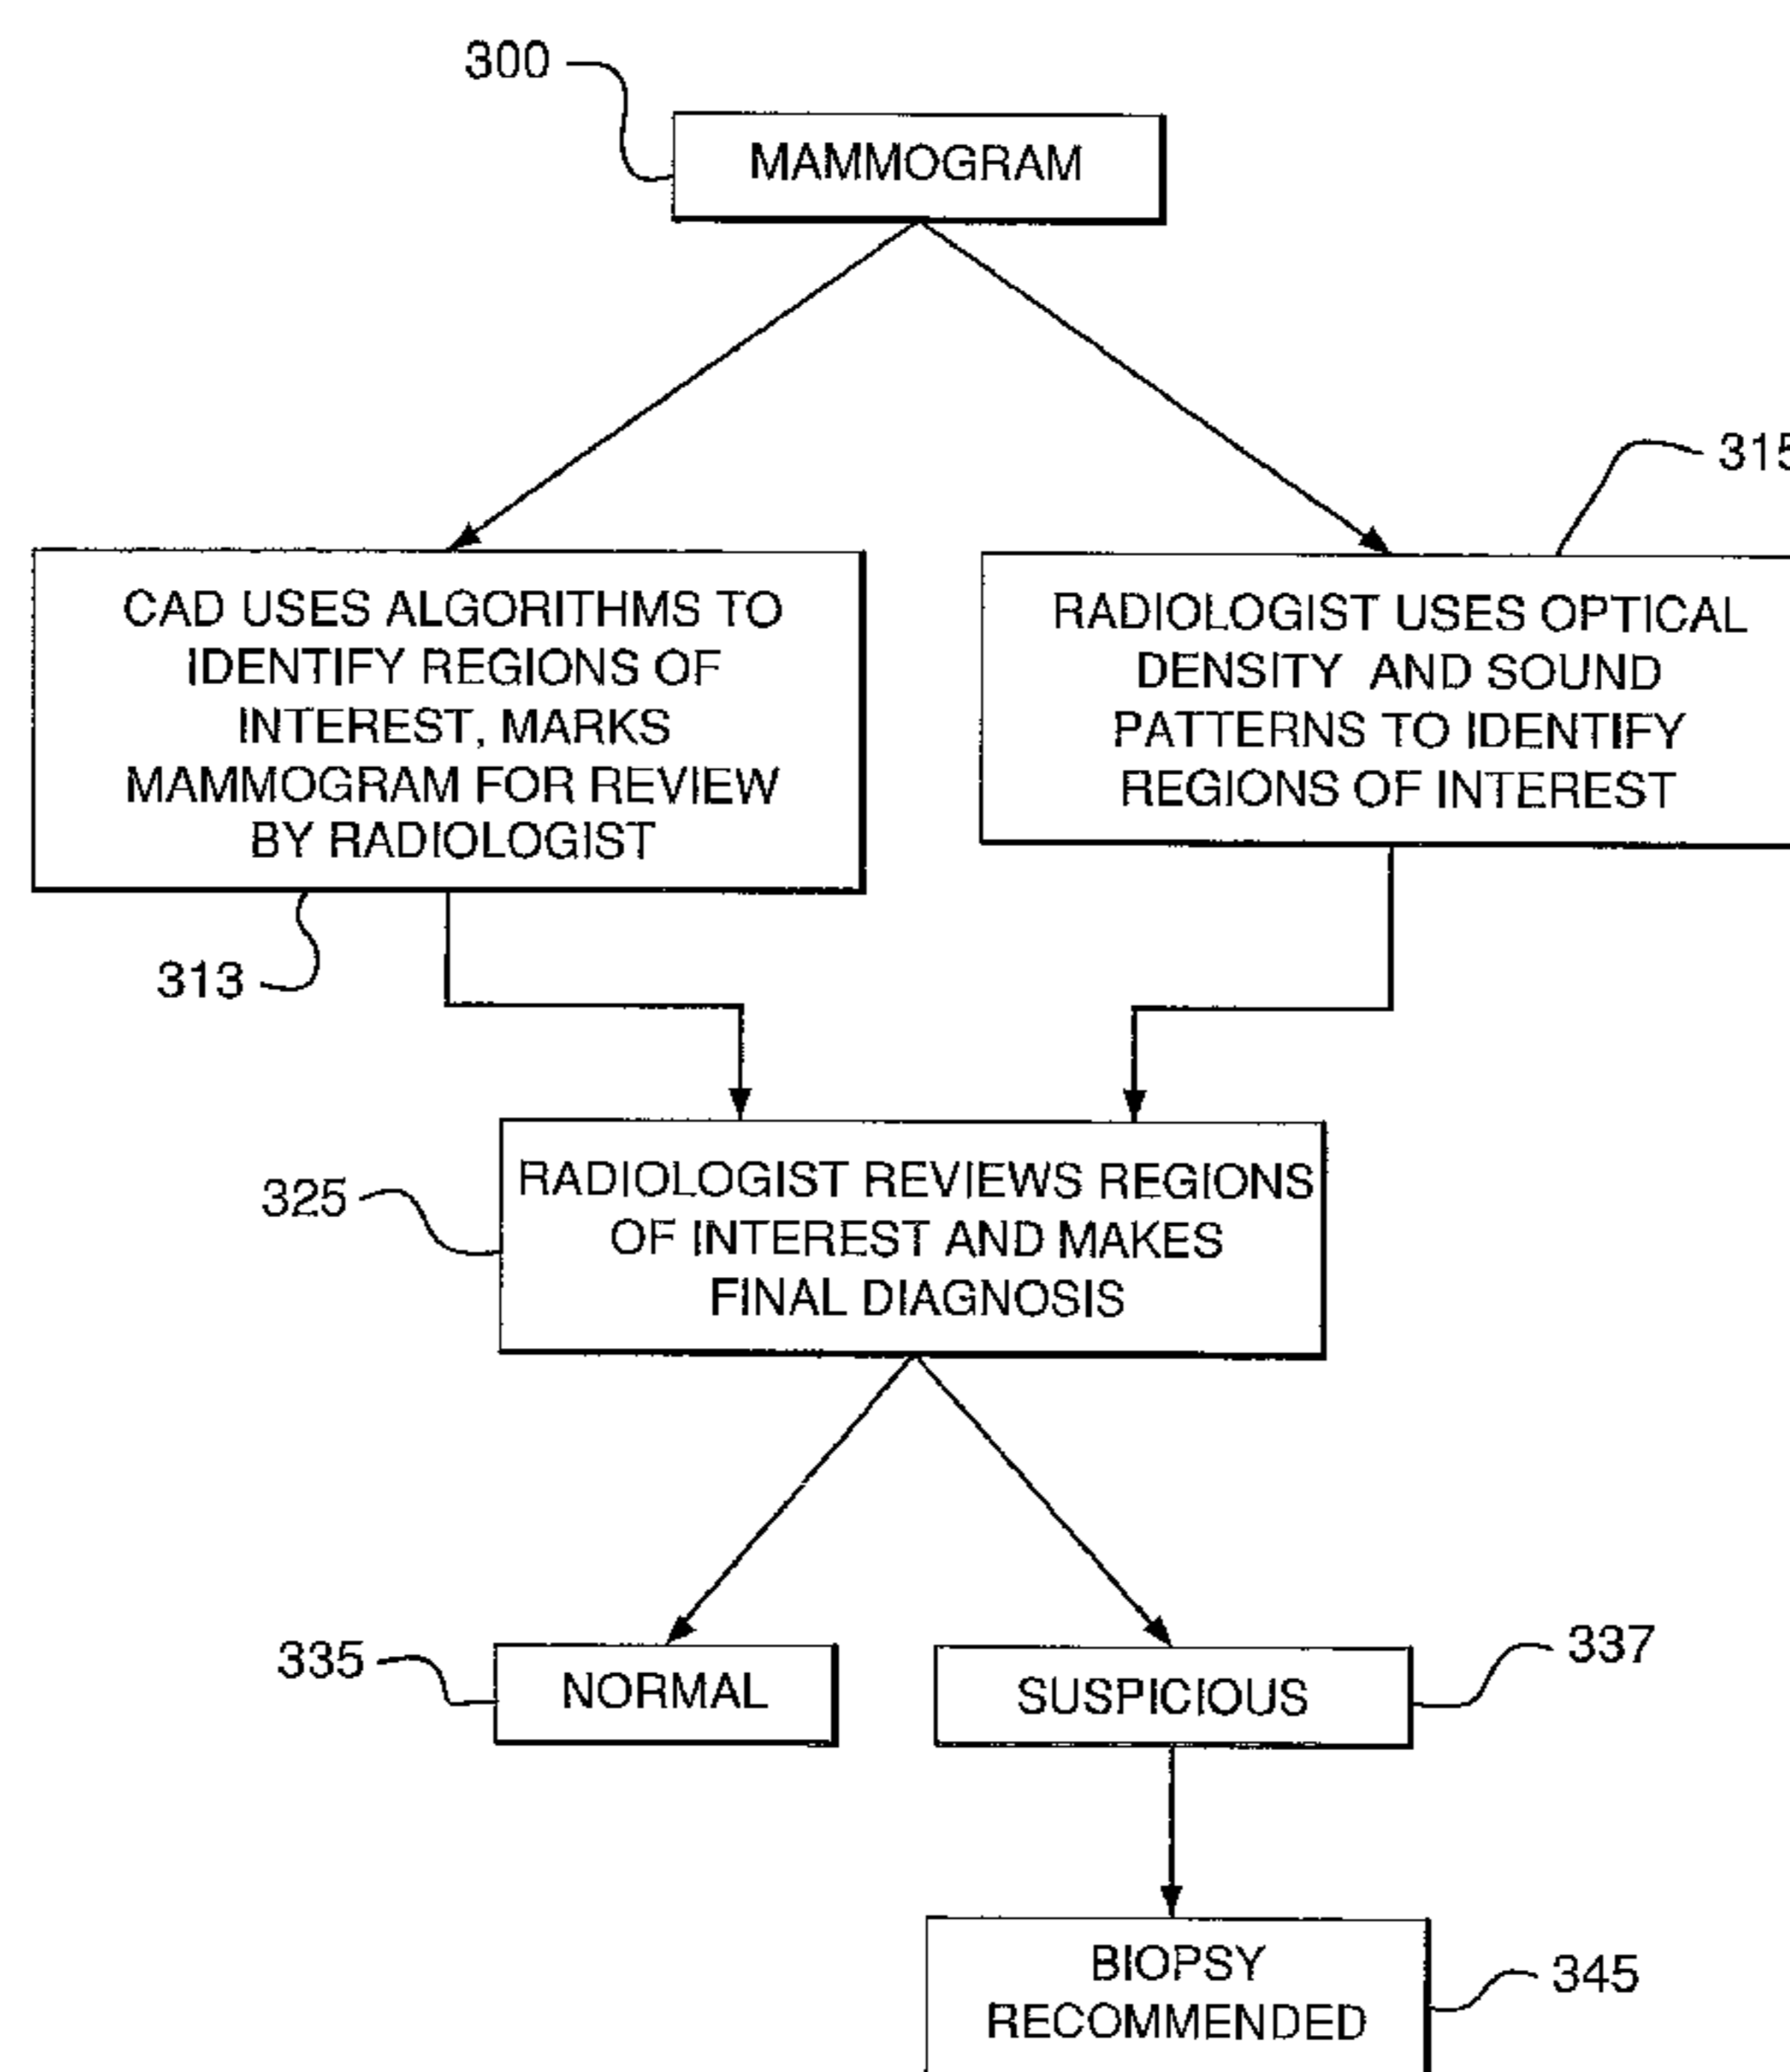 300
MAMMOGRAM
315
CAD USES ALGORITHMS TO
IDENTIFY REGIONS OF
INTEREST, MARKS
MAMMOGRAM FOR REVIEW
BY RADIOLOGIST
RADIOLOGIST USES OPTICAL
DENSITY AND SOUND
PATTERNS TO IDENTIFY
REGIONS OF INTEREST
313
325
RADIOLOGIST REVIEWS REGIONS
OF INTEREST AND MAKES
FINAL DIAGNOSIS
335
NORMAL
SUSPICIOUS
337
BIOPSY
RECOMMENDED
345